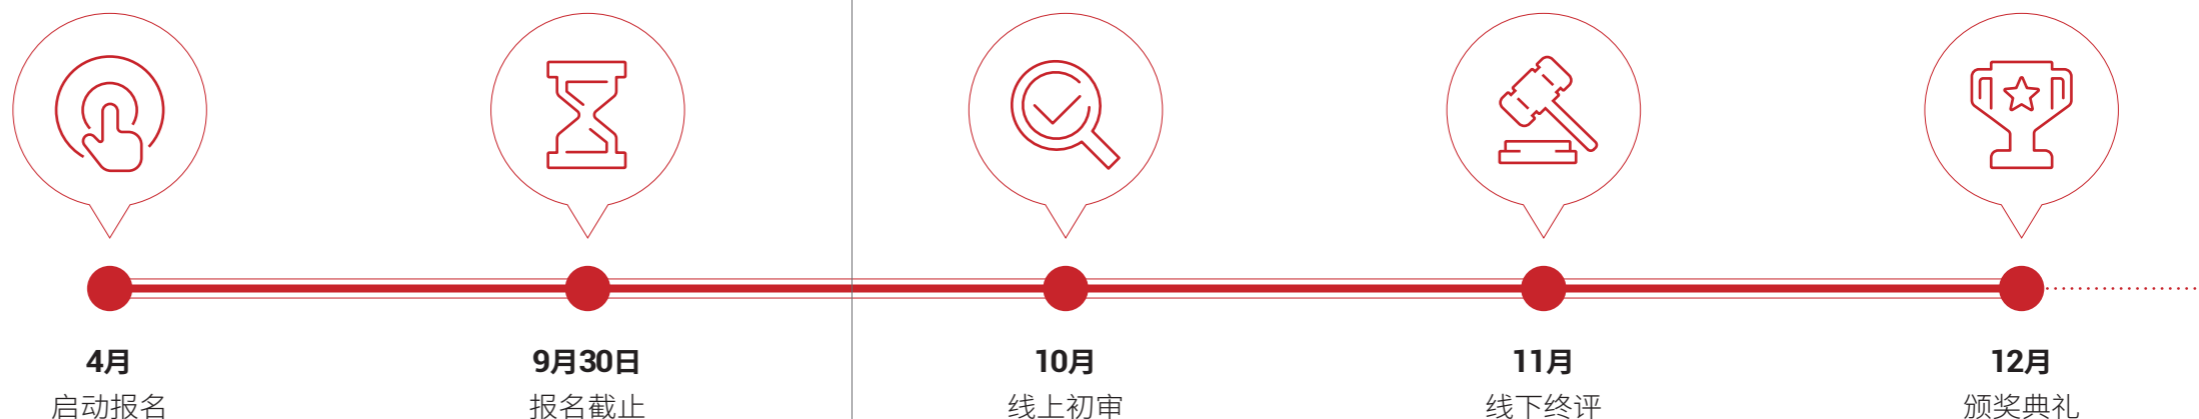 4月
启动报名
9月30日
报名截止
10月
线上初审
11月
线下终评
12月
颁奖典礼